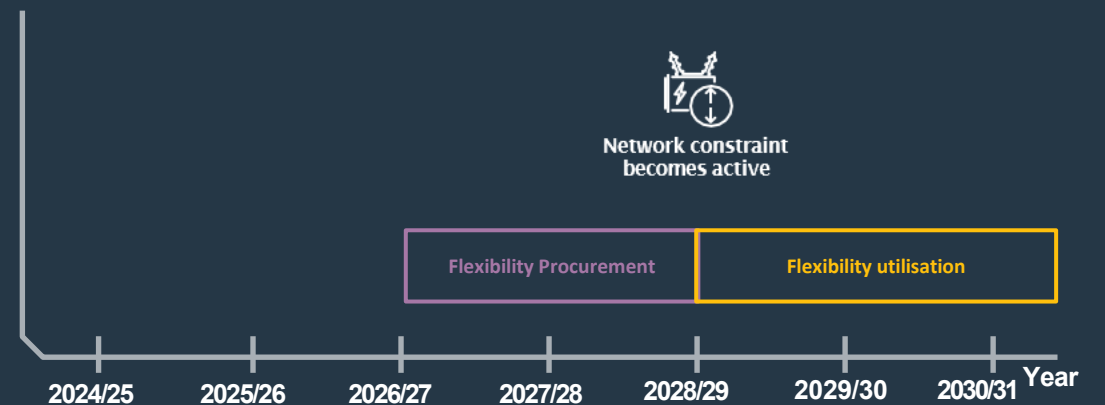 Network constraint
becomes active
Flexibility Procurement
Flexibility utilisation
2024/25
2025/26
2026/27
2027/28
2028/29
2029/30
2030/31
Year